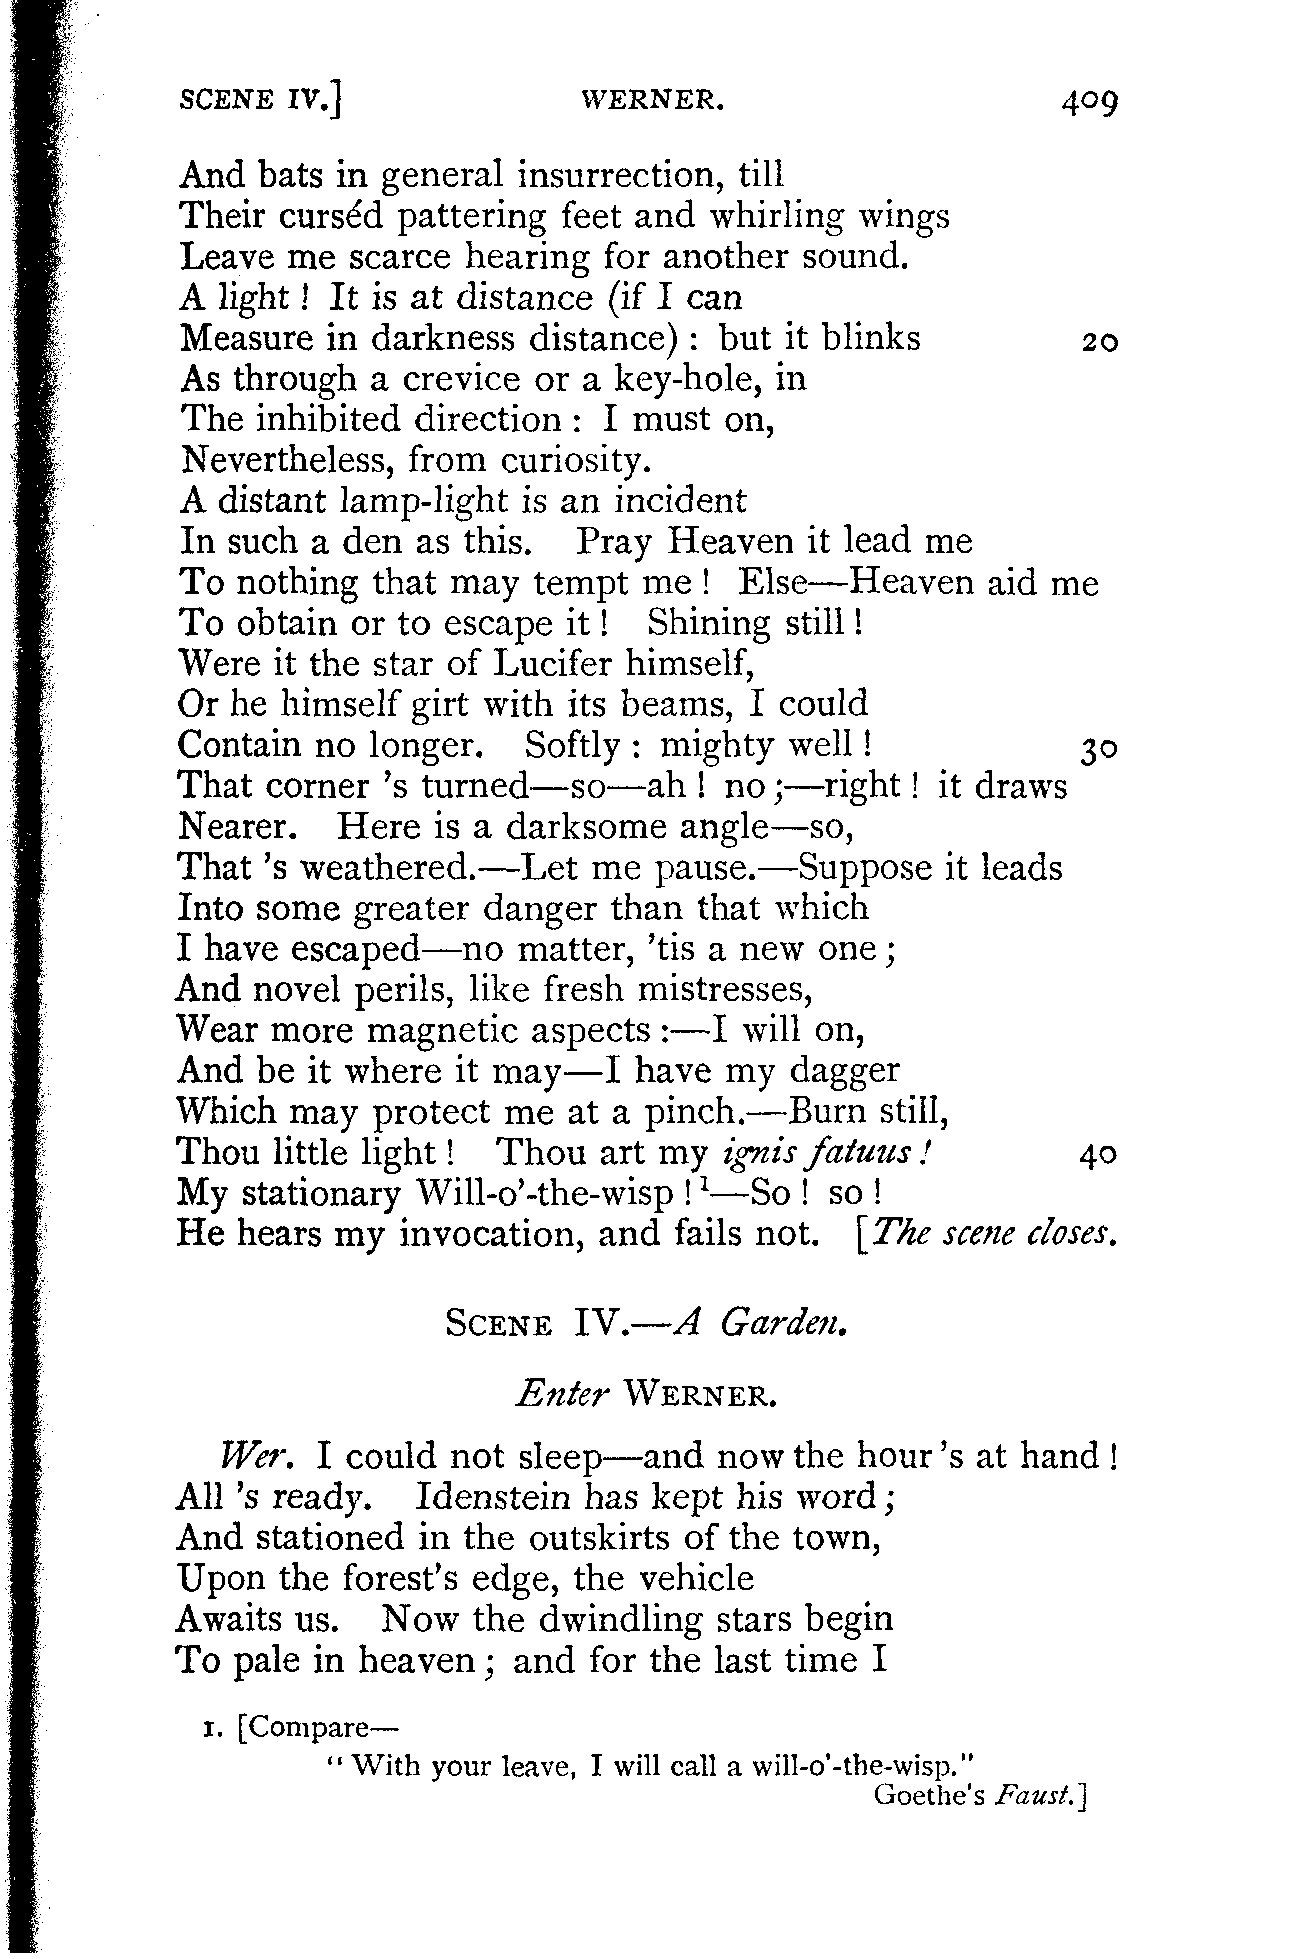 SCENE IV.] WERNER. 409
And bats in general insurrection, till
Their curséd pattering feet and whirling wings
Leave me scarce hearing for another sound.
A light ! It is at distance (if I can
Measure in darkness distance) : but it blinks 20
As through a crevice or a key-hole, in
The inhibited direction : I must on,
Nevertheless, from curiosity.
A distant lamp-light is an incident
In such a den as this. Pray Heaven it lead me
To nothing that may tempt me ! Else—Heaven aid me
To obtain or to escape it ! Shining still !
Were it the star of Lucifer himself,
Or he himself girt with its beams, I could
Contain no longer. Softly : mighty well ! 30
That corner 's turned—so—ah ! no ;—right ! it draws
Nearer. Here is a darksome angle—so,
That 's weathered.—Let me pause.—Suppose it leads
Into some greater danger than that which
I have escaped—no matter, 'tis a new one ;
And novel perils, like fresh mistresses,
Wear more magnetic aspects :—I will on,
And be it where it may—I have my dagger
Which may protect me at a pinch.—Burn still,
Thou little light ! Thou art my ignis fatuus ! 40
My stationary Will-o'-the-wisp ! ¹—So ! so !
He hears my invocation, and fails not. [The scene closes.
SCENE IV.—A Garden.
Enter WERNER.
Wer. I could not sleep—and now the hour 's at hand !
All 's ready. Idenstein has kept his word ;
And stationed in the outskirts of the town,
Upon the forest's edge, the vehicle
Awaits us. Now the dwindling stars begin
To pale in heaven ; and for the last time I
1. [Compare—
" With your leave, I will call a will-o'-the-wisp."
Goethe's Faust.]